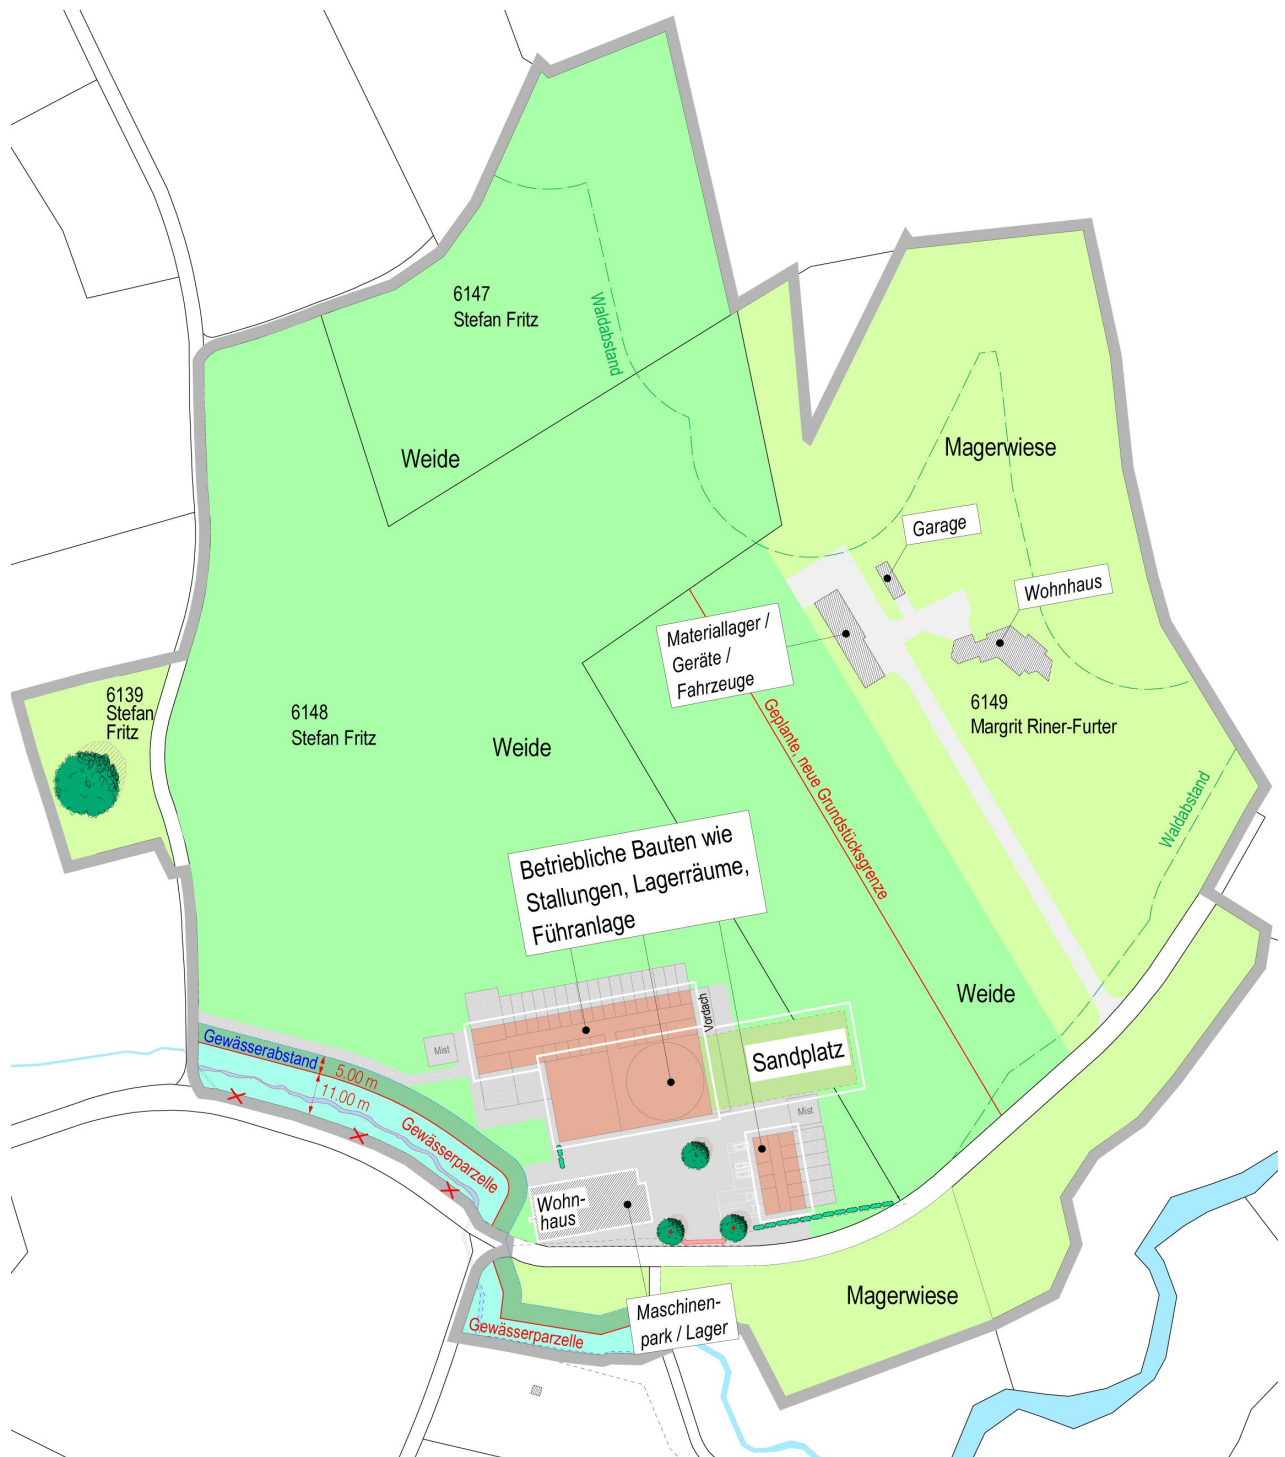 6147
Stefan Fritz
Waldabstand
Weide
Magerwiese
Garage
Wohnhaus
Materiallager /
Geräte /
Fahrzeuge
6139
Stefan
Fritz
6148
Stefan Fritz
Weide
6149
Margrit Riner-Furter
Geplante, neue Grundstücksgrenze
Waldabstand
Betriebliche Bauten wie
Stallungen, Lagerräume,
Führanlage
Weide
Vordach
Mist
Sandplatz
Gewässerabstand
5.00 m
11.00 m
Mist
Gewässerparzelle
Wohn-
haus
Magerwiese
Maschinen-
park / Lager
Gewässerparzelle